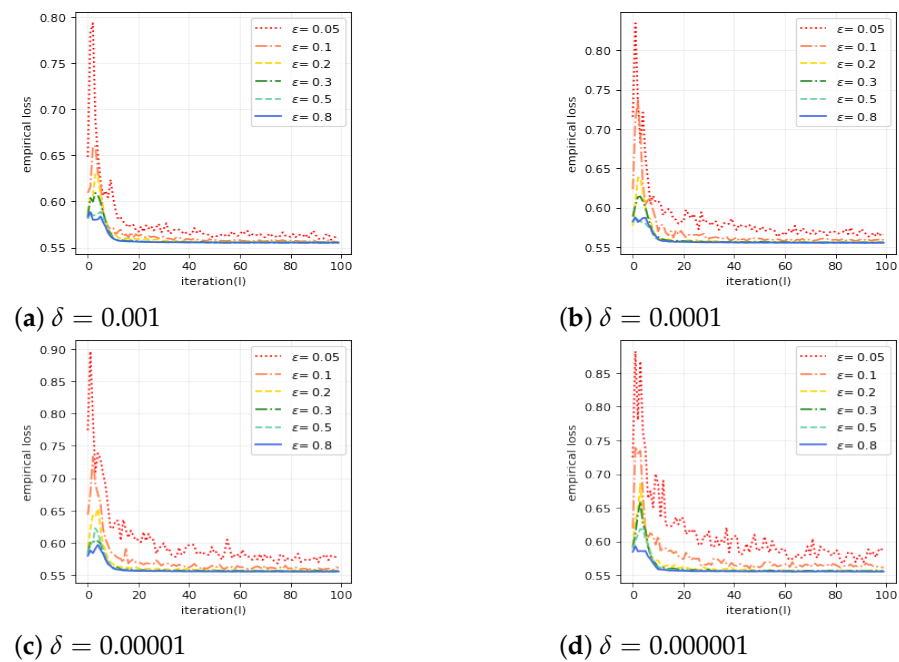 0.80
0.75
0.70
0.65
0.60
0.55
empirical loss
0 20 40 60 80 100
iteration(I)
ε= 0.05
ε= 0.1
ε= 0.2
ε= 0.3
ε= 0.5
ε= 0.8
(a) δ = 0.001
0.80
0.75
0.70
0.65
0.60
0.55
empirical loss
0 20 40 60 80 100
iteration(I)
ε= 0.05
ε= 0.1
ε= 0.2
ε= 0.3
ε= 0.5
ε= 0.8
(b) δ = 0.0001
0.90
0.85
0.80
0.75
0.70
0.65
0.60
0.55
empirical loss
0 20 40 60 80 100
iteration(I)
ε= 0.05
ε= 0.1
ε= 0.2
ε= 0.3
ε= 0.5
ε= 0.8
(c) δ = 0.00001
0.85
0.80
0.75
0.70
0.65
0.60
0.55
empirical loss
0 20 40 60 80 100
iteration(I)
ε= 0.05
ε= 0.1
ε= 0.2
ε= 0.3
ε= 0.5
ε= 0.8
(d) δ = 0.000001